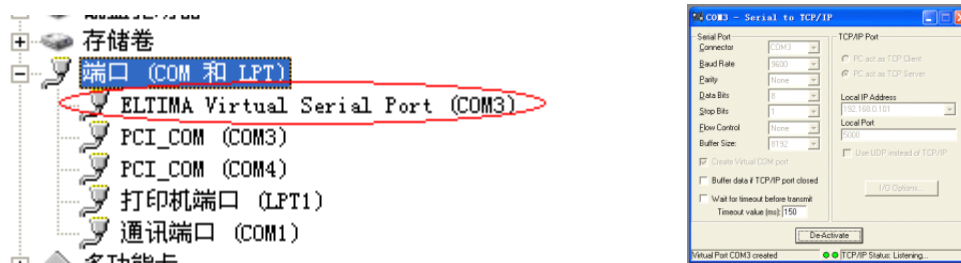 存储卷
端口 (COM 和 LPT)
ELTIMA Virtual Serial Port (COM3)
PCI_COM (COM3)
PCI_COM (COM4)
打印机端口 (LPT1)
通讯端口 (COM1)
多功能卡
COM3 - Serial to TCP/IP
Serial Port
Connector COM3
Baud Rate 9600
Parity None
Data Bits 8
Stop Bits 1
Flow Control None
Buffer Size: 8192
Create Virtual COM port
Buffer data if TCP/IP port closed
Wait for timeout before transmit
Timeout value (ms): 150
TCP/IP Port
PC act as TCP Client
PC act as TCP Server
Local IP Address
192.168.0.101
Local Port
5000
Use UDP instead of TCP/IP
I/O Options...
De-Activate
Virtual Port COM3 created
TCP/IP Status: Listening...